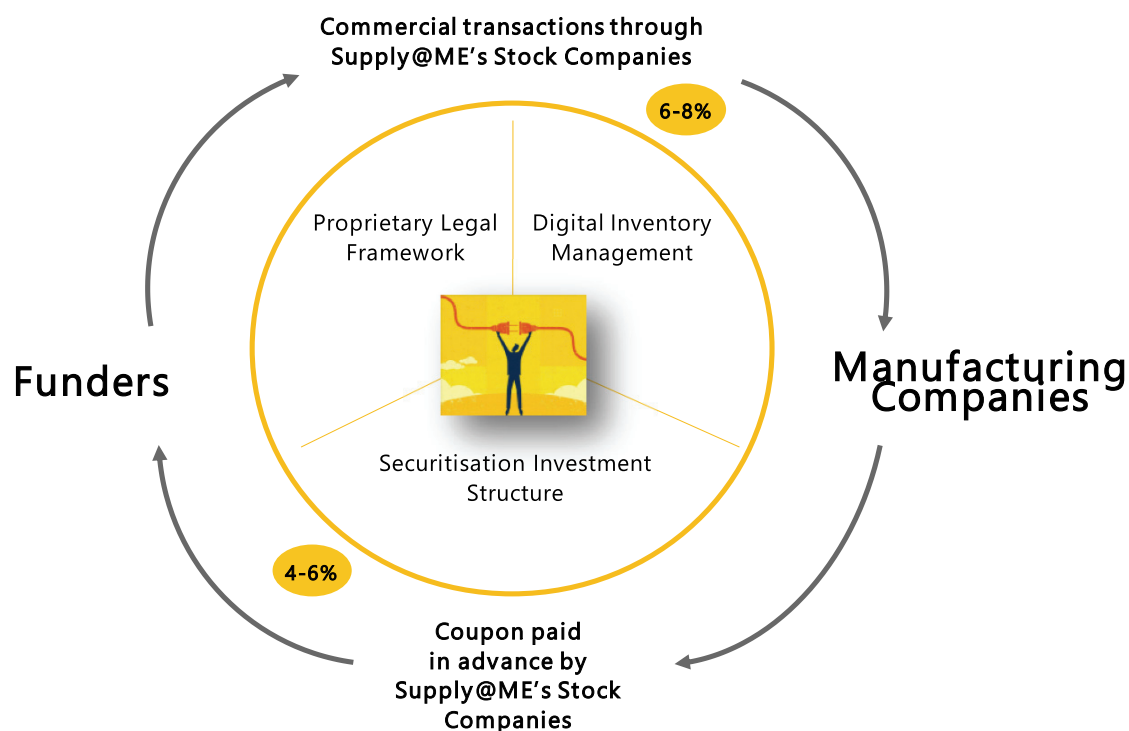 Commercial transactions through
Supply@ME's Stock Companies
6-8%
Proprietary Legal
Framework
Digital Inventory
Management
Funders
Manufacturing
Companies
Securitisation Investment
Structure
4-6%
Coupon paid
in advance by
Supply@ME's Stock
Companies